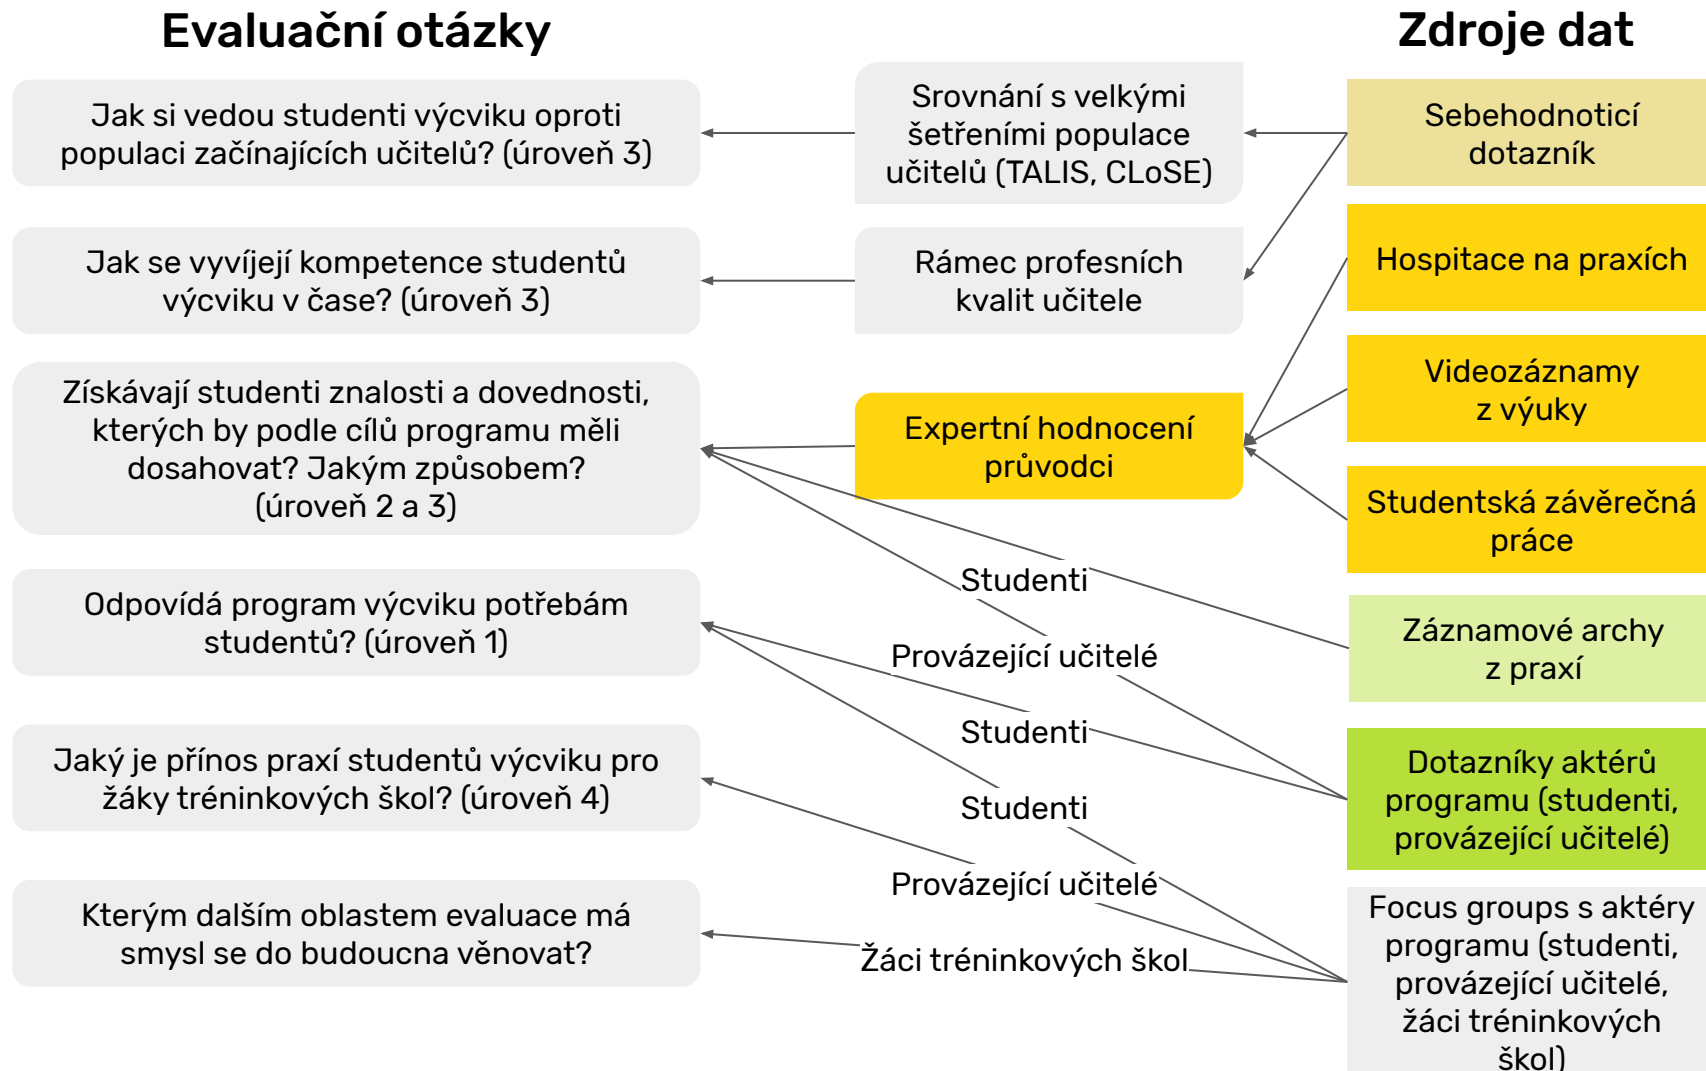 Evaluační otázky
Jak si vedou studenti výcviku oproti
populaci začínajících učitelů? (úroveň 3)
Jak se vyvíjejí kompetence studentů
výcviku v čase? (úroveň 3)
Získávají studenti znalosti a dovednosti,
kterých by podle cílů programu měli
dosahovat? Jakým způsobem?
(úroveň 2 a 3)
Odpovídá program výcviku potřebám
studentů? (úroveň 1)
Jaký je přínos praxí studentů výcviku pro
žáky tréninkových škol? (úroveň 4)
Kterým dalším oblastem evaluace má
smysl se do budoucna věnovat?
Srovnání s velkými
šetřeními populace
učitelů (TALIS, CLoSE)
Rámec profesních
kvalit učitele
Expertní hodnocení
průvodci
Studenti
Provázející učitelé
Studenti
Studenti
Provázející učitelé
Žáci tréninkových škol
Zdroje dat
Sebehodnoticí
dotazník
Hospitace na praxích
Videozáznamy
z výuky
Studentská závěrečná
práce
Záznamové archy
z praxí
Dotazníky aktérů
programu (studenti,
provázející učitelé)
Focus groups s aktéry
programu (studenti,
provázející učitelé,
žáci tréninkových
škol)